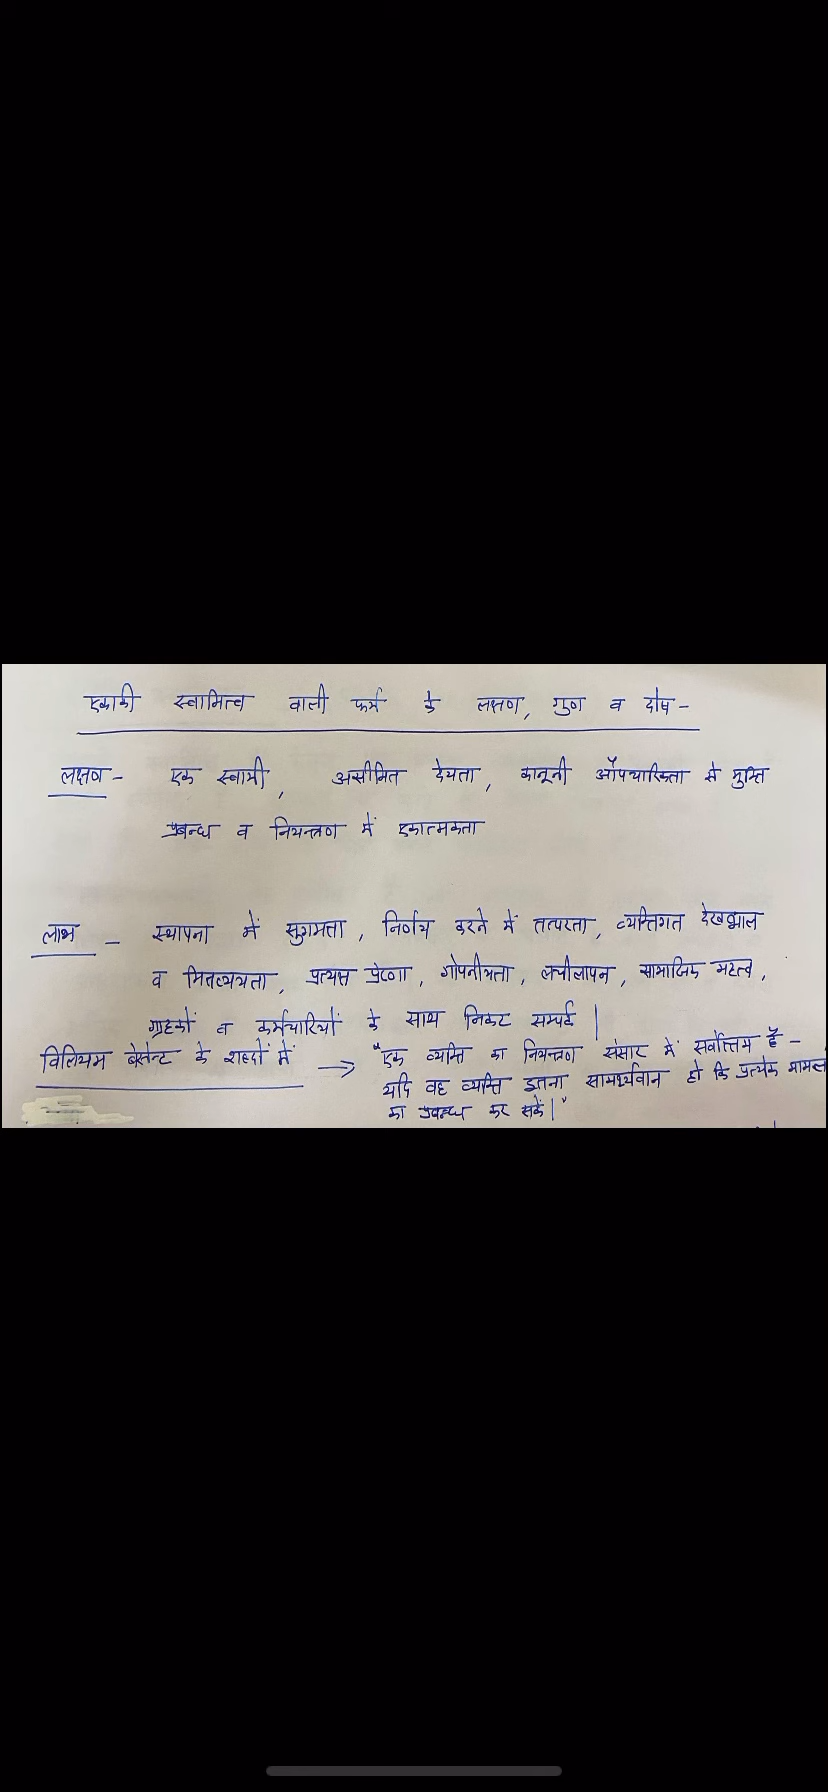 एकाकी स्वामित्व वाली फर्म के लक्षण, गुण व दोष -
लक्षण - एक स्वामी, असीमित देयता, कानूनी औपचारिकता से मुक्ति
प्रबन्ध व नियन्त्रण में एकात्मकता
लाभ - स्थापना में सुगमत्ता, निर्णय करने में तत्परता, व्यक्तिगत देखभाल
व मितव्ययता, प्रत्यक्ष प्रेरणा, गोपनीयता, लचीलापन, सामाजिक महत्व,
ग्राहकों व कर्मचारियों के साथ निकट सम्पर्क |
विलियम बेसेन्ट के शब्दों में → "एक व्यक्ति का नियन्त्रण संसार में सर्वोत्तम है -
यदि वह व्यक्ति इतना सामर्थ्यवान हो कि प्रत्येक मामले
का प्रबन्ध कर सकें|"